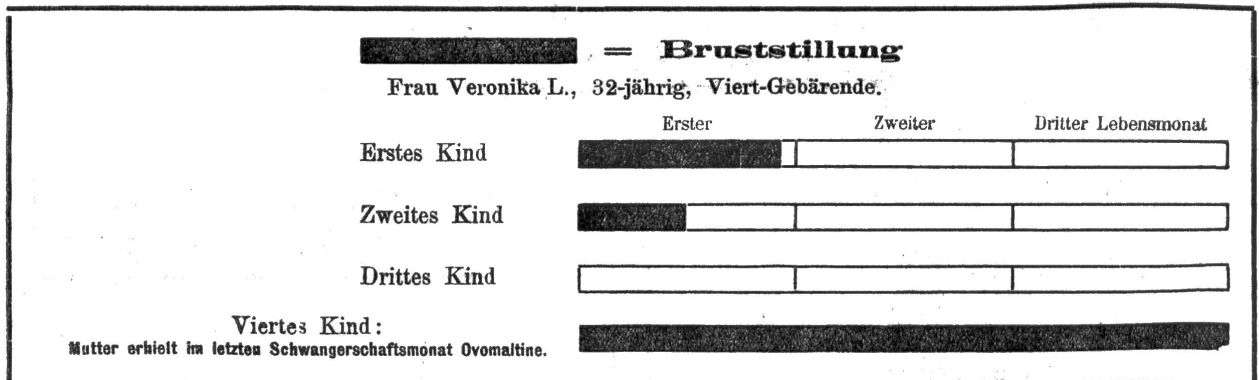 = Bruststillung
Frau Veronika L., 32-jährig, Viert-Gebärende.
Erster Zweiter Dritter Lebensmonat
Erstes Kind
Zweites Kind
Drittes Kind
Viertes Kind:
Mutter erhielt im letzten Schwangerschaftsmonat Ovomaltine.